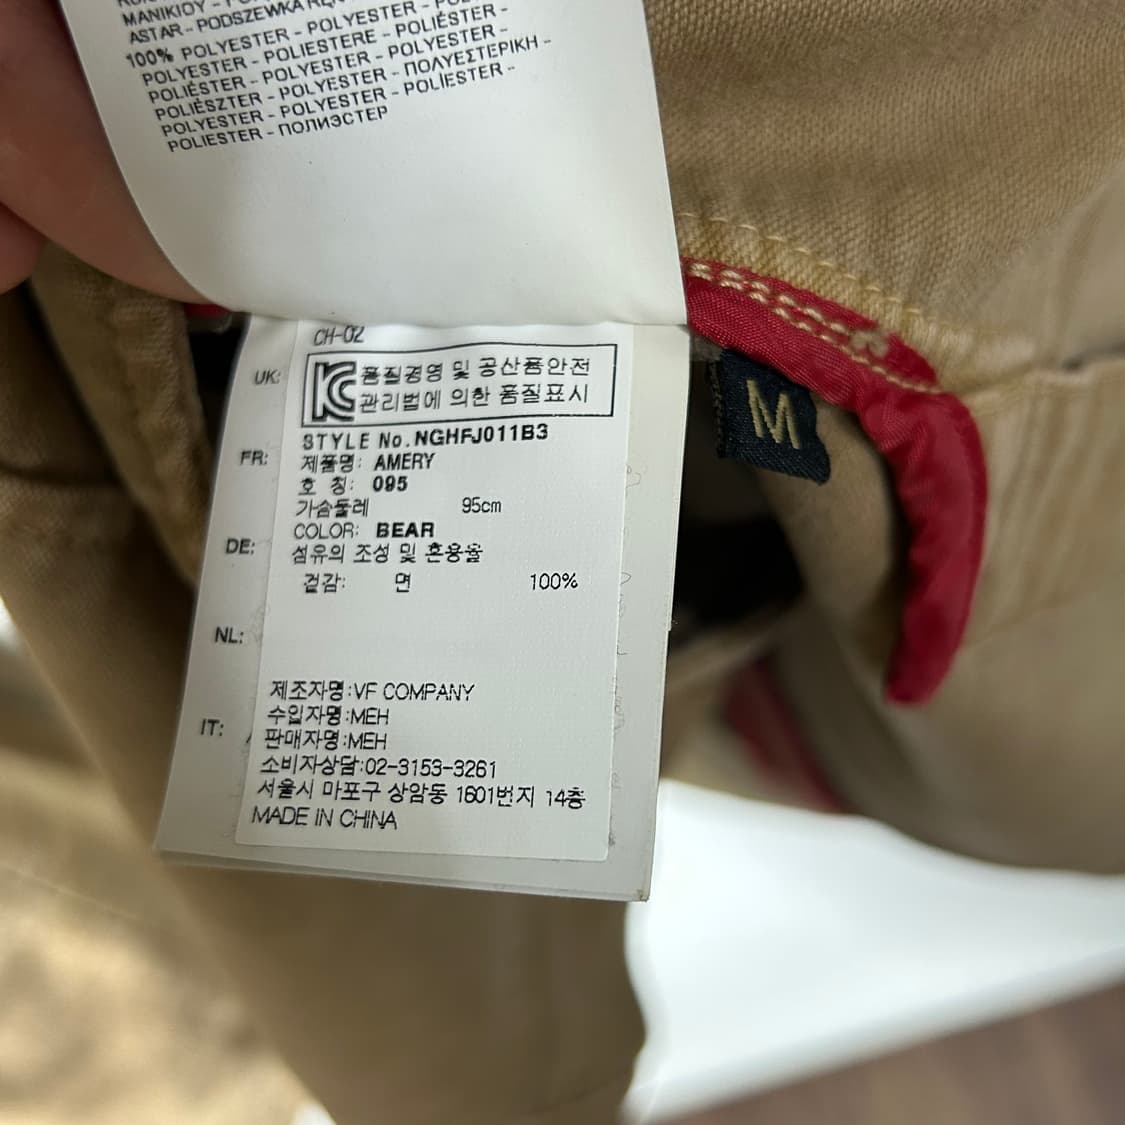 MANIKIOY -
ASTAR - PODSZEWKA
100% POLYESTER - POLYESTER - POLYESTER -
POLYESTER - POLIESTERE - POLIÉSTER -
POLIÉSTER - POLYESTER - POLYESTER -
POLIÉSZTER - POLYESTER - ΠΟΛΥΕΣΤΕΡΙΚΗ -
POLYESTER - POLYESTER - POLİESTER -
POLIESTER - ПОЛИЭСТЕР
CH-02
품질경영 및 공산품안전
관리법에 의한 품질표시
UK:
STYLE No.NGHFJ011B3
FR:
제품명: AMERY
호 칭: 095
가슴둘레 95cm
COLOR: BEAR
DE:
섬유의 조성 및 혼용율
겉감: 면 100%
NL:
제조자명:VF COMPANY
수입자명:MEH
IT:
판매자명:MEH
소비자상담:02-3153-3261
서울시 마포구 상암동 1601번지 14층
MADE IN CHINA
M